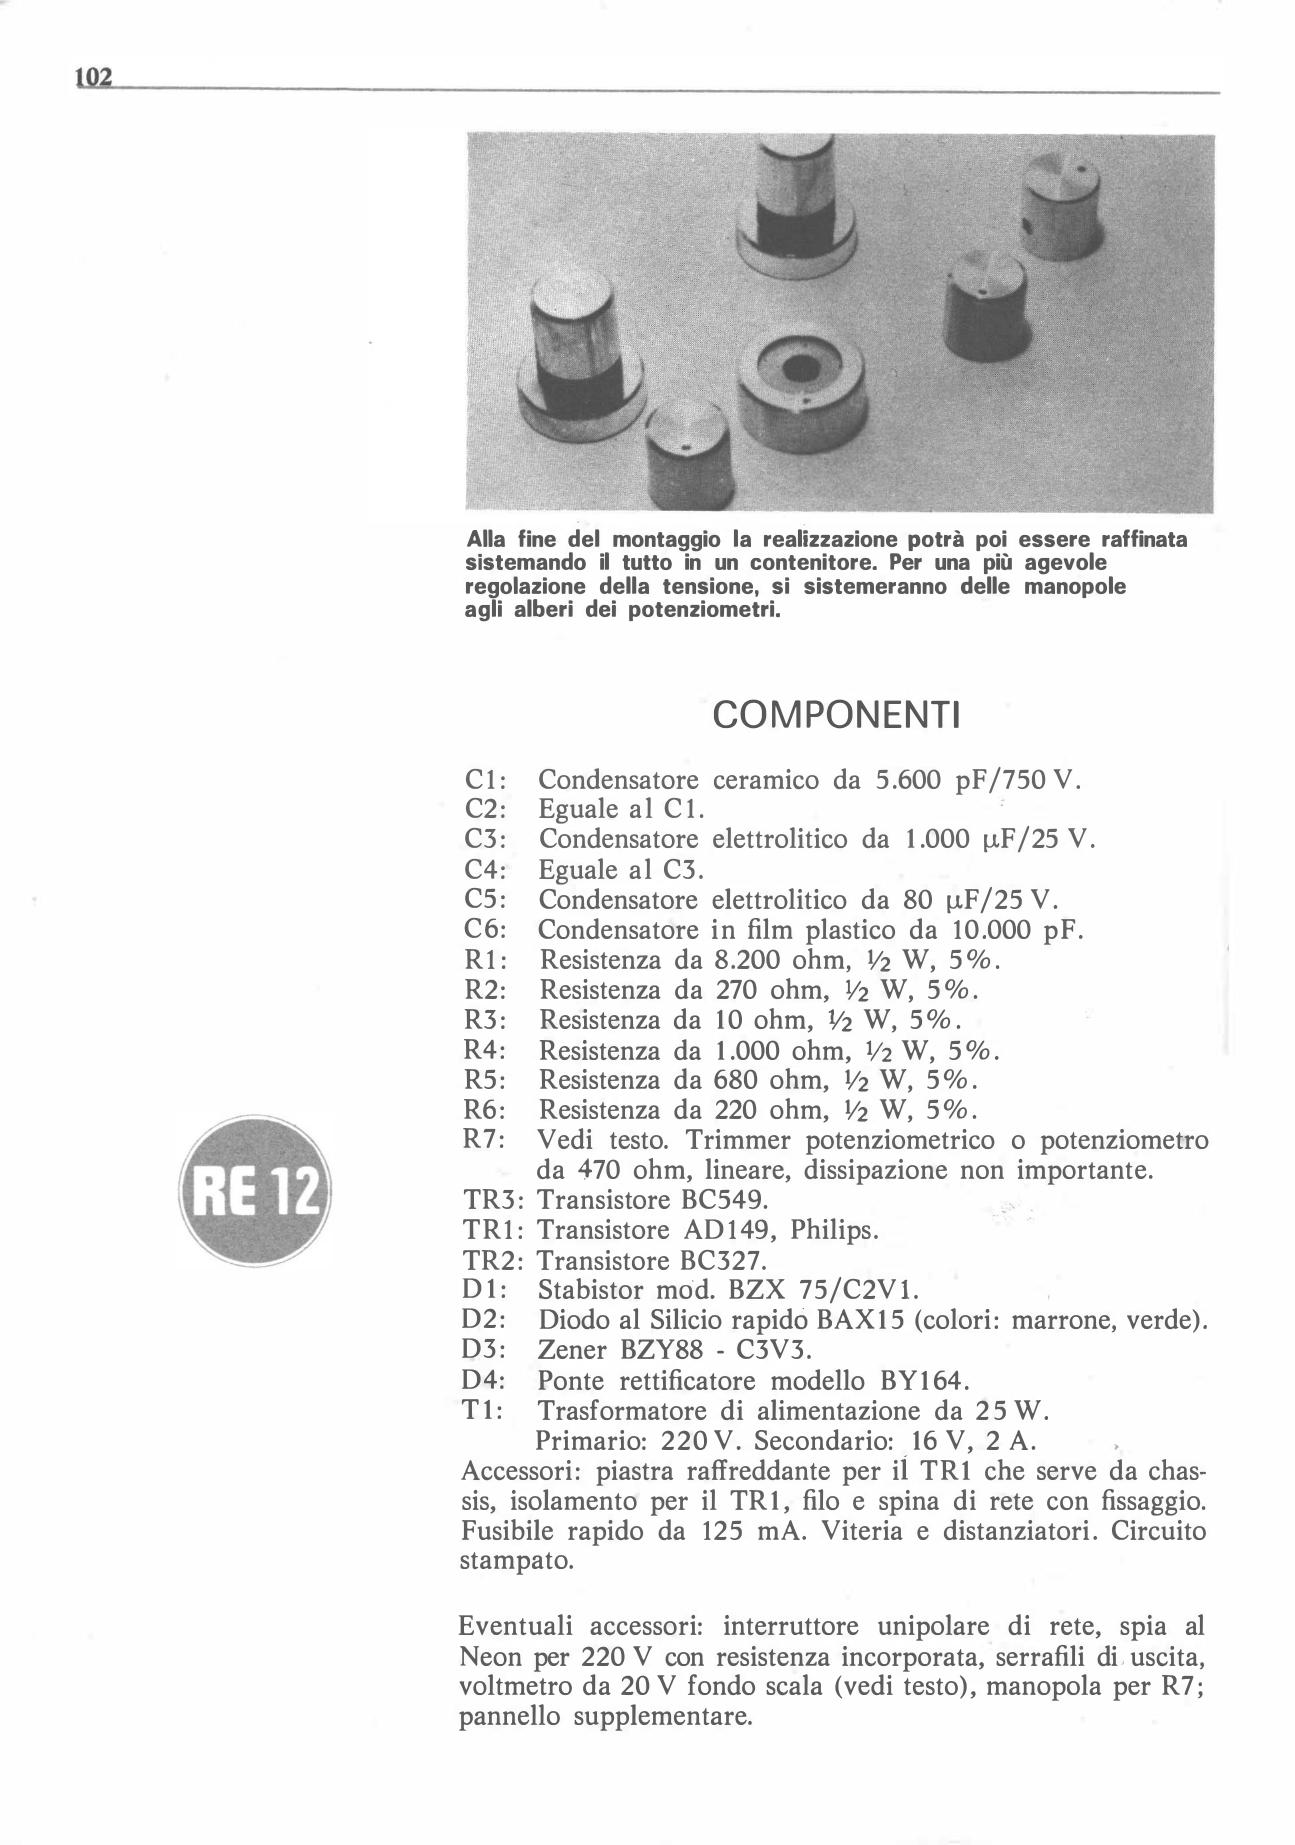 102
Alla fine del montaggio la realizzazione potrà poi essere raffinata
sistemando il tutto in un contenitore. Per una più agevole
regolazione della tensione, si sistemeranno delle manopole
agli alberi dei potenziometri.
COMPONENTI
C1: Condensatore ceramico da 5.600 pF/750 V.
C2: Eguale al C1.
C3: Condensatore elettrolitico da 1.000 µF/25 V.
C4: Eguale al C3.
C5: Condensatore elettrolitico da 80 µF/25 V.
C6: Condensatore in film plastico da 10.000 pF.
R1: Resistenza da 8.200 ohm, ½ W, 5%.
R2: Resistenza da 270 ohm, ½ W, 5%.
R3: Resistenza da 10 ohm, ½ W, 5%.
R4: Resistenza da 1.000 ohm, ½ W, 5%.
R5: Resistenza da 680 ohm, ½ W, 5%.
R6: Resistenza da 220 ohm, ½ W, 5%.
R7: Vedi testo. Trimmer potenziometrico o potenziometro
da 470 ohm, lineare, dissipazione non importante.
TR3: Transistore BC549.
TR1: Transistore AD149, Philips.
TR2: Transistore BC327.
D1: Stabistor mod. BZX 75/C2V1.
D2: Diodo al Silicio rapido BAX15 (colori: marrone, verde).
D3: Zener BZY88 - C3V3.
D4: Ponte rettificatore modello BY164.
T1: Trasformatore di alimentazione da 25 W.
Primario: 220 V. Secondario: 16 V, 2 A.
Accessori: piastra raffreddante per il TR1 che serve da chas-
sis, isolamento per il TR1, filo e spina di rete con fissaggio.
Fusibile rapido da 125 mA. Viteria e distanziatori. Circuito
stampato.
Eventuali accessori: interruttore unipolare di rete, spia al
Neon per 220 V con resistenza incorporata, serrafili di uscita,
voltmetro da 20 V fondo scala (vedi testo), manopola per R7;
pannello supplementare.
RE 12